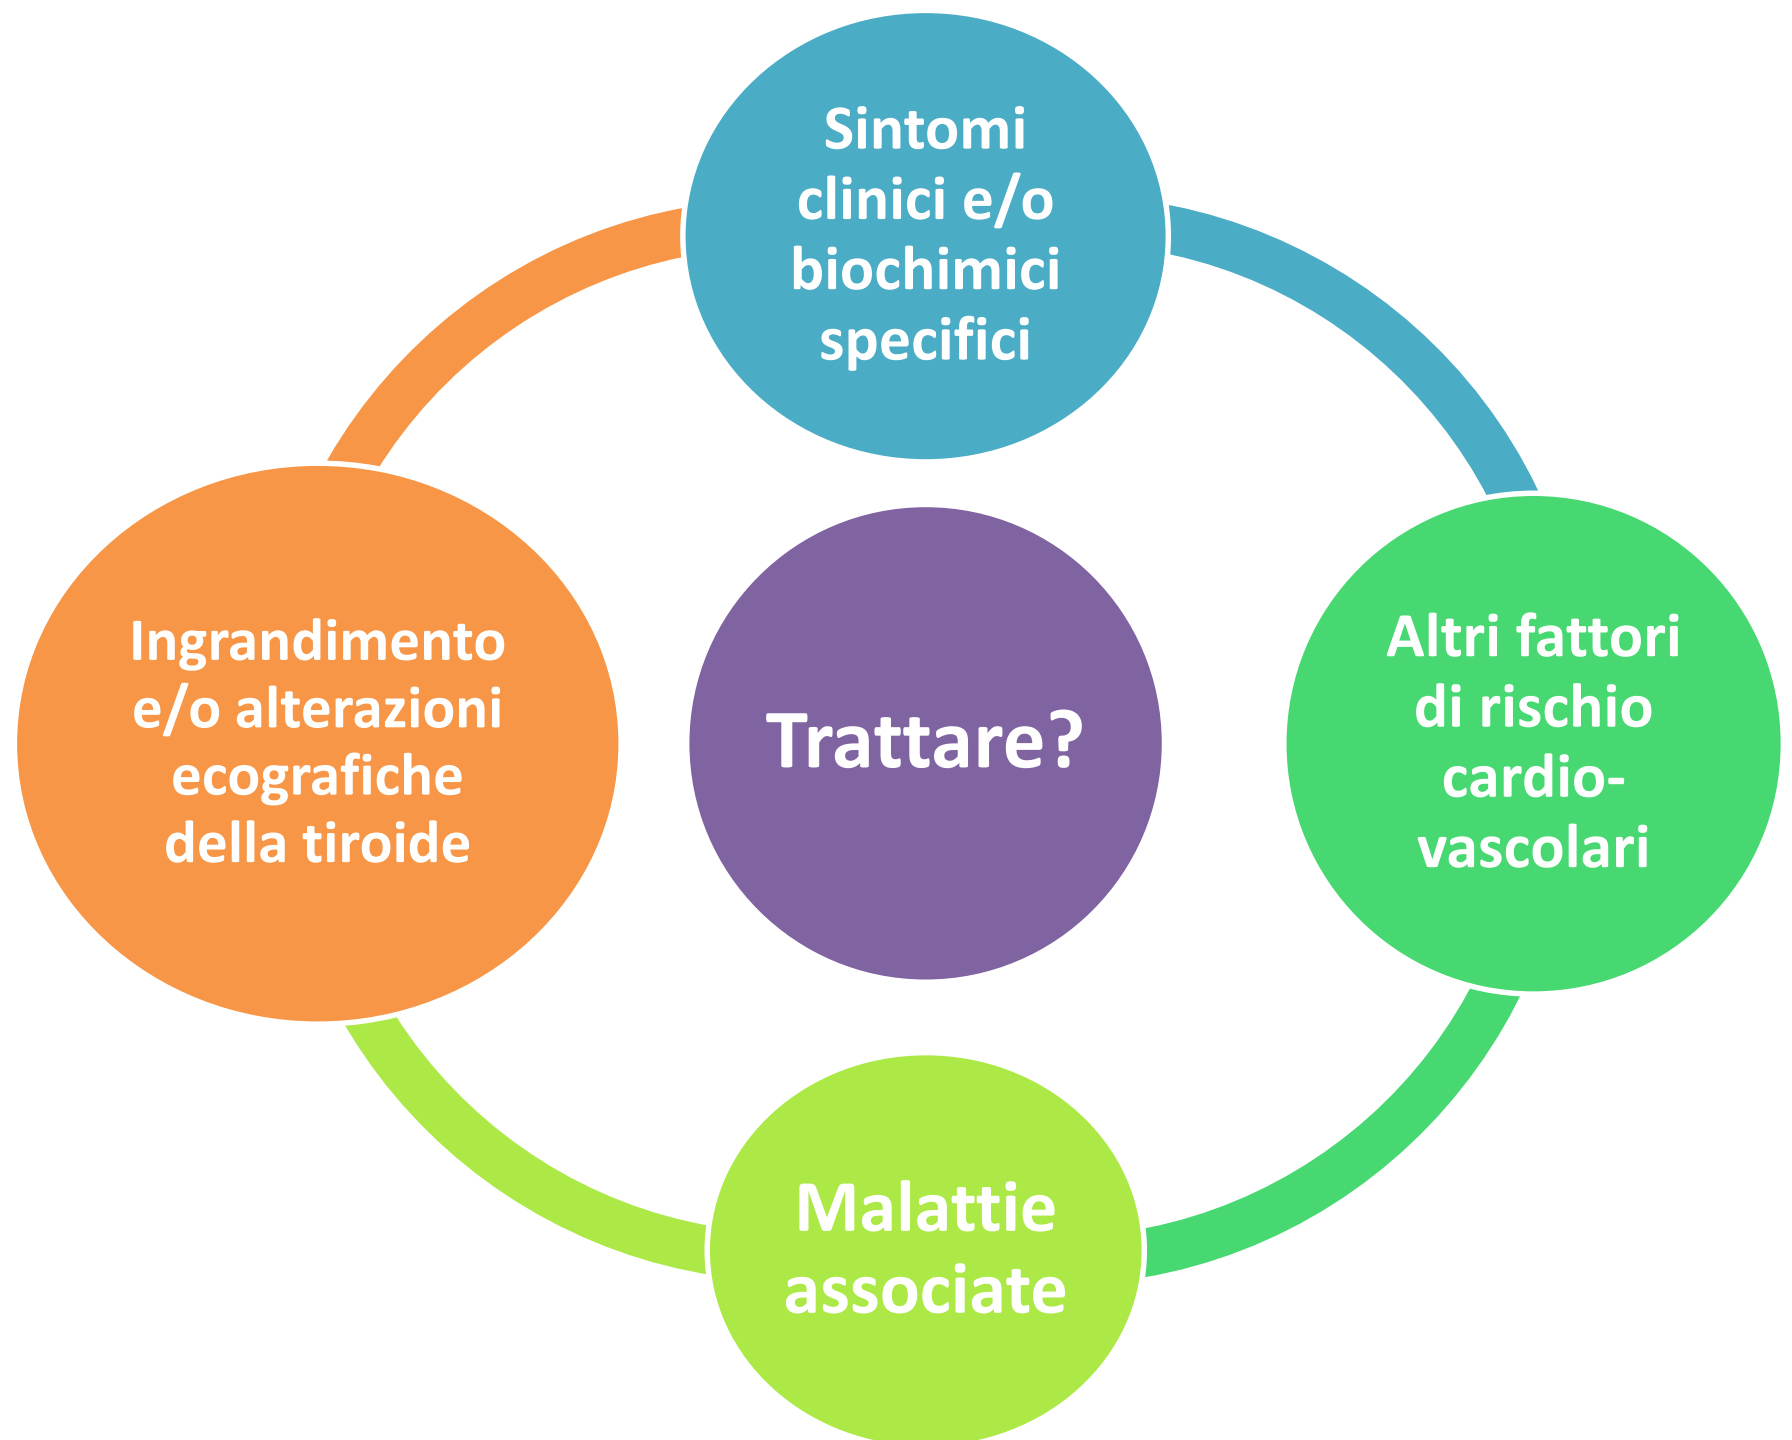 Sintomi
clinici e/o
biochimici
specifici
Ingrandimento
e/o alterazioni
ecografiche
della tiroide
Trattare?
Altri fattori
di rischio
cardio-
vascolari
Malattie
associate